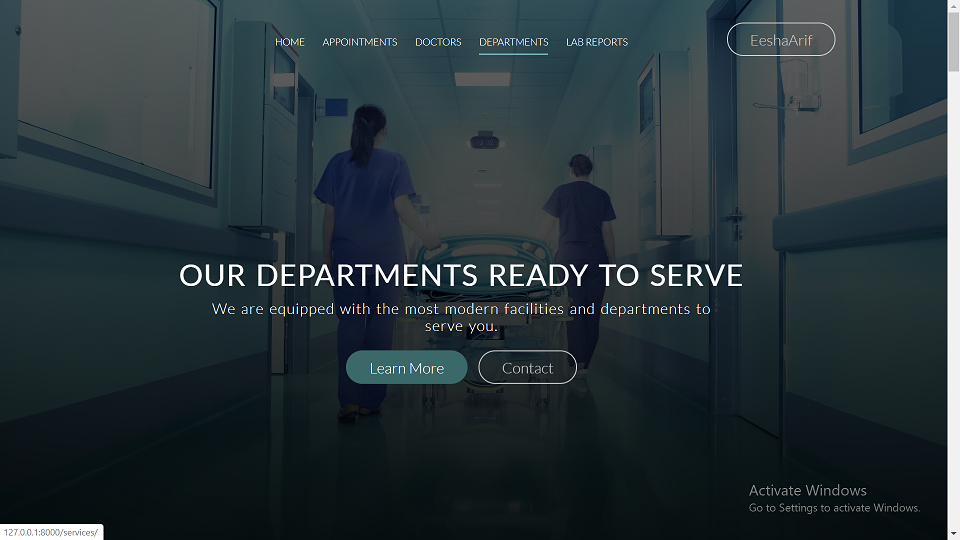 HOME APPOINTMENTS DOCTORS DEPARTMENTS LAB REPORTS
EeshaArif
OUR DEPARTMENTS READY TO SERVE
We are equipped with the most modern facilities and departments to
serve you.
Learn More Contact
Activate Windows
Go to Settings to activate Windows.
127.0.0.1:8000/services/